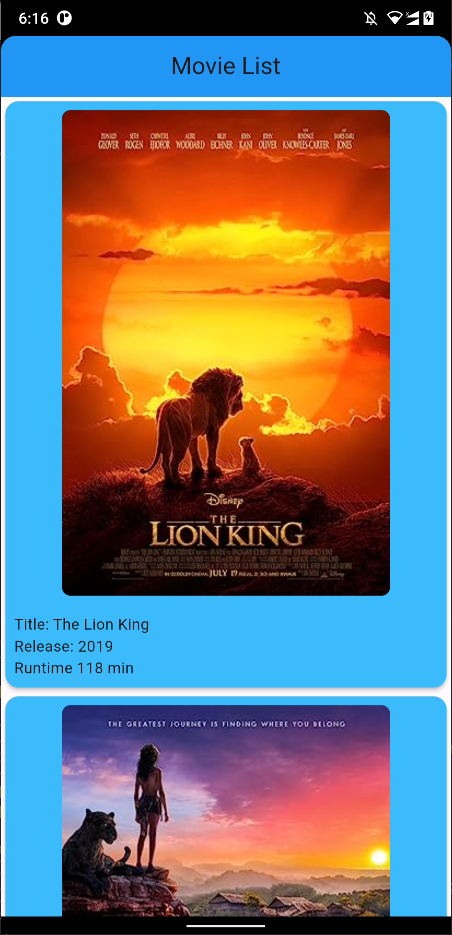 6:16
Movie List
DONALD GLOVER SETH ROGEN CHIWETEL EJIOFOR ALFRE WOODARD BILLY EICHNER JOHN KANI JOHN OLIVER BEYONCÉ KNOWLES-CARTER JAMES EARL JONES
Disney
THE
LION KING
JULY 19
Title: The Lion King
Release: 2019
Runtime 118 min
THE GREATEST JOURNEY IS FINDING WHERE YOU BELONG